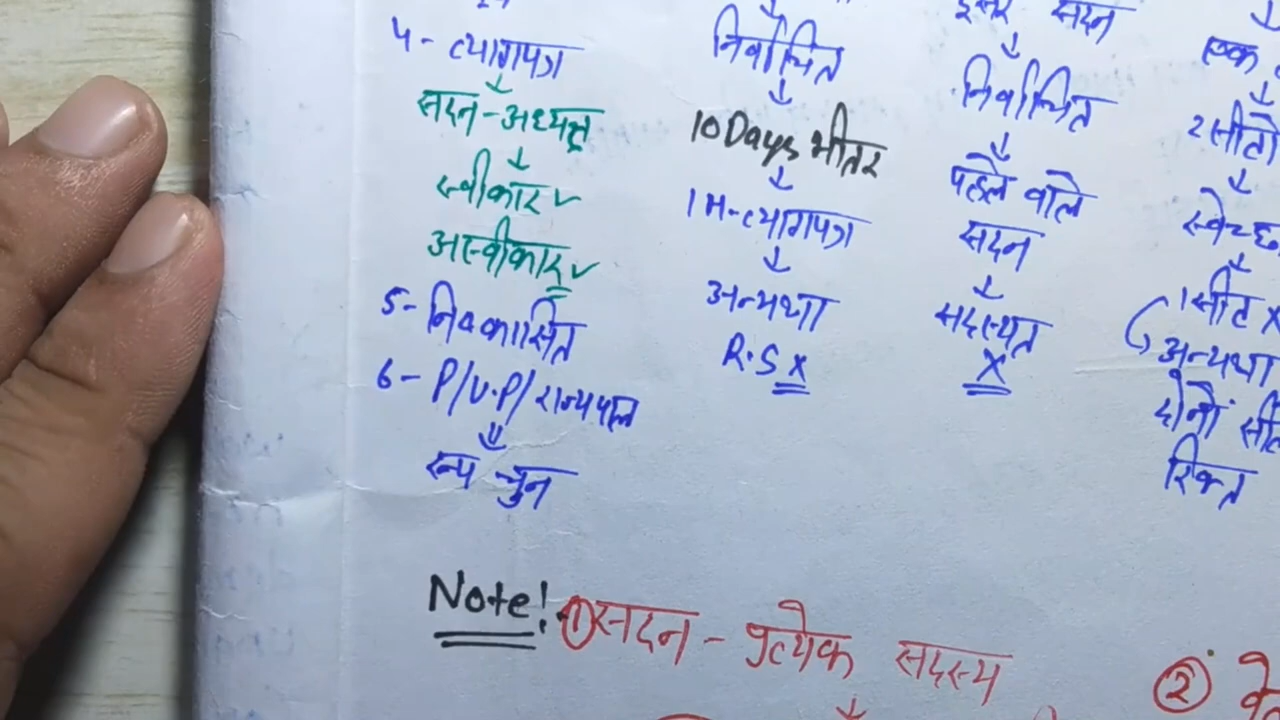 4- त्यागपत्र
सदन-अध्यक्ष
स्वीकार ✓
अस्वीकार ✓
5- निष्कासित
6- P/V.P/राज्यपाल
रूप चुन
निर्वाचित
10 Days भीतर
1 H-त्यागपत्र
अन्यथा
R.S X
सदन
निर्वाचित
पहले वाले
सदन
सदस्यत
X
एक
2 सीटों
1 सीट X
अन्यथा
दोनों
रिक्त
Note! ① सदन - प्रत्येक सदस्य
②